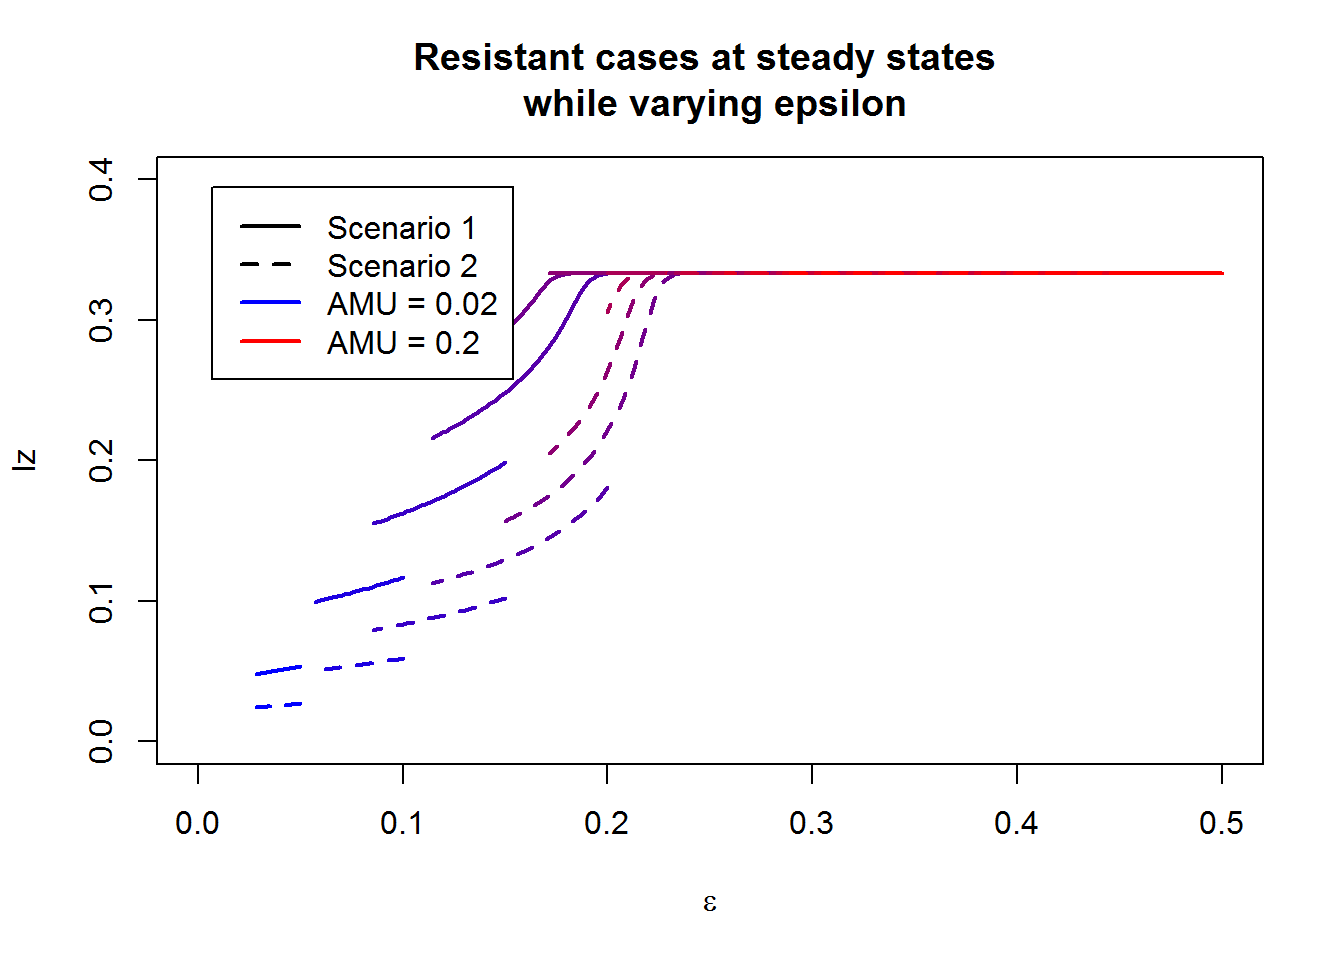 Resistant cases at steady states
while varying epsilon
Iz
0.4
0.3
0.2
0.1
0.0
Scenario 1
Scenario 2
AMU = 0.02
AMU = 0.2
0.0 0.1 0.2 0.3 0.4 0.5
ε